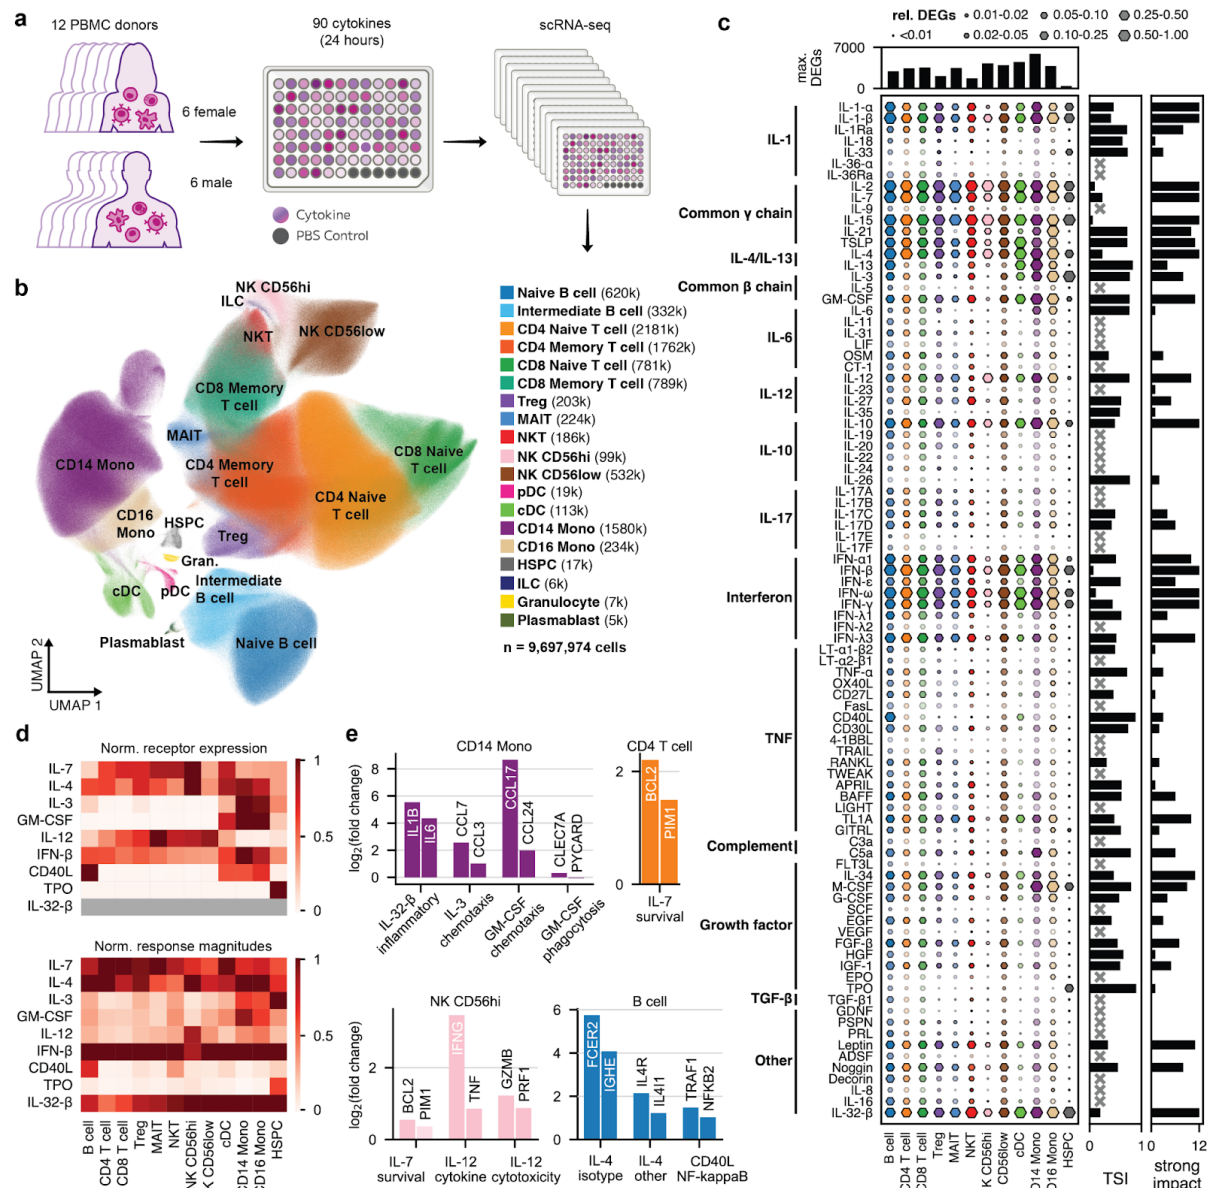 a
12 PBMC donors
6 female
6 male
90 cytokines
(24 hours)
Cytokine
PBS Control
scRNA-seq
b
NK CD56hi
ILC
NKT
NK CD56low
CD8 Memory
T cell
MAIT
CD14 Mono
CD4 Memory
T cell
CD8 Naive
T cell
CD4 Naive
T cell
CD16
Mono
HSPC
Treg
Gran.
cDC
pDC
Intermediate
B cell
Plasmablast
Naive B cell
UMAP 2
UMAP 1
Naive B cell (620k)
Intermediate B cell (332k)
CD4 Naive T cell (2181k)
CD4 Memory T cell (1762k)
CD8 Naive T cell (781k)
CD8 Memory T cell (789k)
Treg (203k)
MAIT (224k)
NKT (186k)
NK CD56hi (99k)
NK CD56low (532k)
pDC (19k)
cDC (113k)
CD14 Mono (1580k)
CD16 Mono (234k)
HSPC (17k)
ILC (6k)
Granulocyte (7k)
Plasmablast (5k)
n = 9,697,974 cells
c
rel. DEGs
<0.01
0.01-0.02
0.02-0.05
0.05-0.10
0.10-0.25
0.25-0.50
0.50-1.00
max.
DEGs
7000
0
IL-1
Common γ chain
IL-4/IL-13
Common β chain
IL-6
IL-12
IL-10
IL-17
Interferon
TNF
Complement
Growth factor
TGF-β
Other
IL-1-α
IL-1-β
IL-1Ra
IL-18
IL-33
IL-36-α
IL-36Ra
IL-2
IL-7
IL-9
IL-15
IL-21
TSLP
IL-4
IL-13
IL-3
IL-5
GM-CSF
IL-6
IL-11
IL-31
LIF
OSM
CT-1
IL-12
IL-23
IL-27
IL-35
IL-10
IL-19
IL-20
IL-22
IL-24
IL-26
IL-17A
IL-17B
IL-17C
IL-17D
IL-17E
IL-17F
IFN-α1
IFN-β
IFN-ε
IFN-ω
IFN-γ
IFN-λ1
IFN-λ2
IFN-λ3
LT-α1-β2
LT-α2-β1
TNF-α
OX40L
CD27L
FasL
CD40L
CD30L
4-1BBL
TRAIL
RANKL
TWEAK
APRIL
BAFF
LIGHT
TL1A
GITRL
C3a
C5a
FLT3L
IL-34
M-CSF
G-CSF
SCF
EGF
VEGF
FGF-β
HGF
IGF-1
EPO
TPO
TGF-β1
GDNF
PSPN
PRL
Leptin
ADSF
Noggin
Decorin
IL-8
IL-16
IL-32-β
B cell
CD4 T cell
CD8 T cell
Treg
MAIT
NKT
K CD56hi
CD56low
cDC
D14 Mono
D16 Mono
HSPC
0
1
TSI
0
12
strong
impact
d
Norm. receptor expression
IL-7
IL-4
IL-3
GM-CSF
IL-12
IFN-β
CD40L
TPO
IL-32-β
1
0.5
0
Norm. response magnitudes
IL-7
IL-4
IL-3
GM-CSF
IL-12
IFN-β
CD40L
TPO
IL-32-β
1
0.5
0
B cell
CD4 T cell
CD8 T cell
Treg
MAIT
NKT
NK CD56hi
K CD56low
cDC
CD14 Mono
CD16 Mono
HSPC
e
CD14 Mono
log2(fold change)
8
6
4
2
0
IL1B
IL6
CCL7
CCL3
CCL17
CCL24
CLEC7A
PYCARD
IL-32-β
inflammatory
IL-3
chemotaxis
GM-CSF
chemotaxis
GM-CSF
phagocytosis
CD4 T cell
2
0
BCL2
PIM1
IL-7
survival
NK CD56hi
log2(fold change)
2
0
BCL2
PIM1
IFNG
TNF
GZMB
PRF1
IL-7
survival
IL-12
cytokine
IL-12
cytotoxicity
B cell
6
4
2
0
FCER2
IGHE
IL4R
IL4I1
TRAF1
NFKB2
IL-4
isotype
IL-4
other
CD40L
NF-kappaB